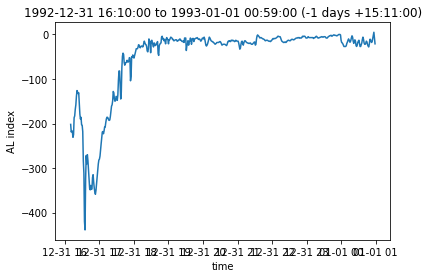 1992-12-31 16:10:00 to 1993-01-01 00:59:00 (-1 days +15:11:00)
0
−100
−200
−300
−400
AL index
12-31 16 12-31 17 12-31 18 12-31 19 12-31 20 12-31 21 12-31 22 12-31 23 01-01 00 01-01 01
time